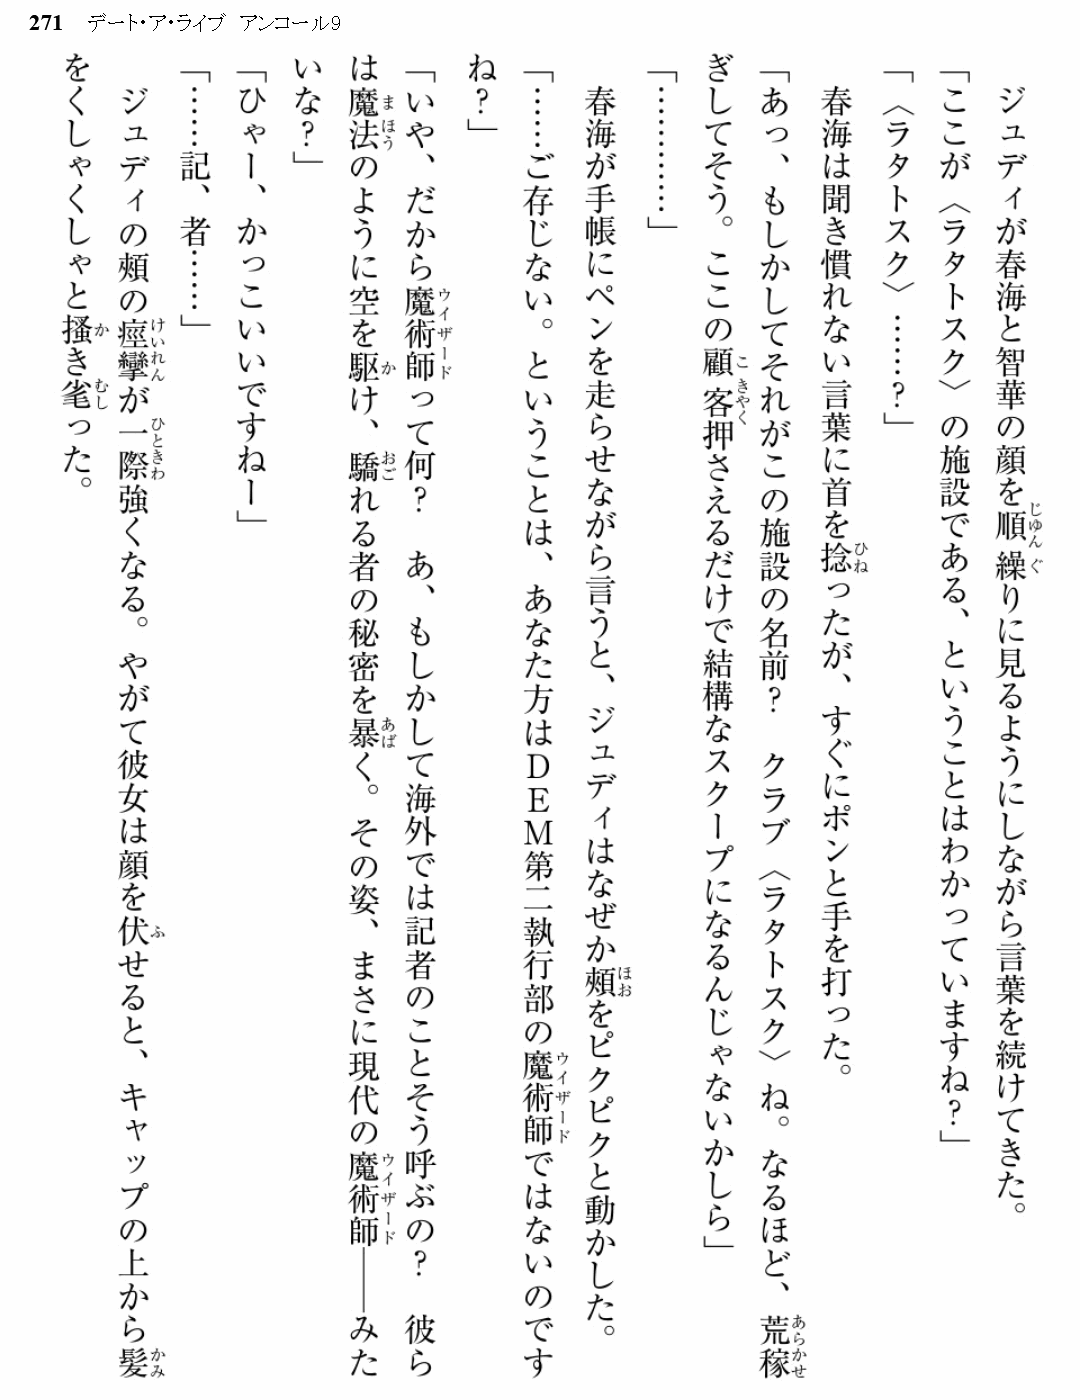 271 デート・ア・ライブ アンコール9
ジュディが春海と智華の顔を順繰りに見るようにしながら言葉を続けてきた。
「ここが〈ラタトスク〉の施設である、ということはわかっていますね？」
「〈ラタトスク〉……？」
春海は聞き慣れない言葉に首を捻ったが、すぐにポンと手を打った。
「あっ、もしかしてそれがこの施設の名前？　クラブ〈ラタトスク〉ね。なるほど、荒稼
ぎしてそう。ここの顧客押さえるだけで結構なスクープになるんじゃないかしら」
「…………」
春海が手帳にペンを走らせながら言うと、ジュディはなぜか頬をピクピクと動かした。
「……ご存じない。ということは、あなた方はＤＥＭ第二執行部の魔術師ではないのです
ね？」
「いや、だから魔術師って何？　あ、もしかして海外では記者のことそう呼ぶの？　彼ら
は魔法のように空を駆け、驕れる者の秘密を暴く。その姿、まさに現代の魔術師――みた
いな？」
「ひゃー、かっこいいですねー」
「……記、者……」
ジュディの頬の痙攣が一際強くなる。やがて彼女は顔を伏せると、キャップの上から髪
をくしゃくしゃと掻き毟った。